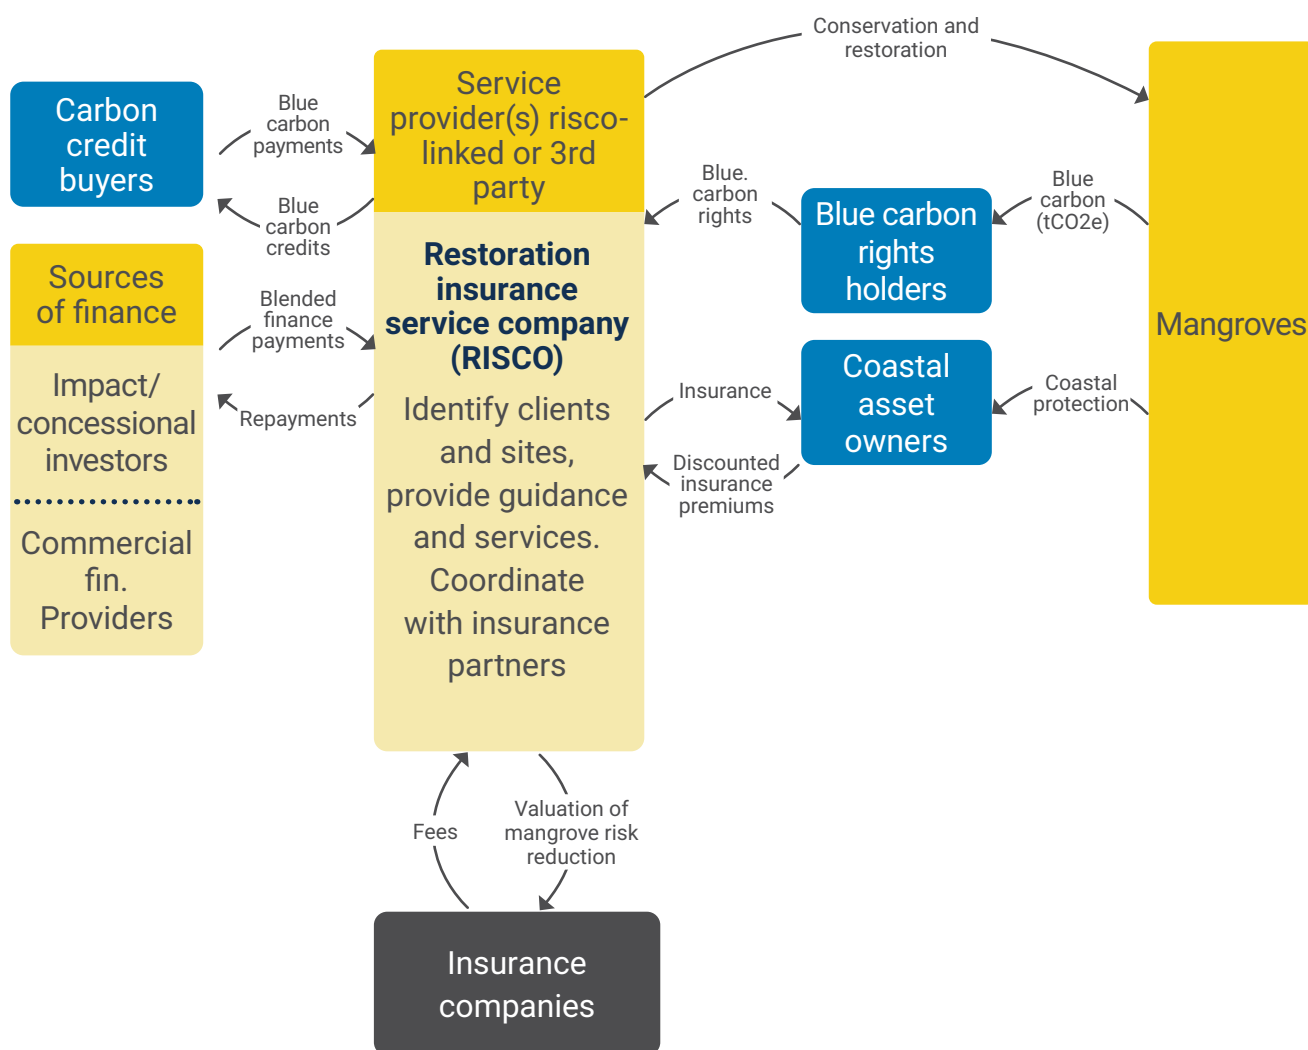 Conservation and
restoration
Carbon
credit
buyers
Blue
carbon
payments
Blue
carbon
credits
Service
provider(s) risco-
linked or 3rd
party
Blue.
carbon
rights
Blue carbon
rights
holders
Blue
carbon
(tCO2e)
Mangroves
Sources
of finance
Impact/
concessional
investors
Commercial
fin.
Providers
Blended
finance
payments
Repayments
Restoration
insurance
service company
(RISCO)
Identify clients
and sites,
provide guidance
and services.
Coordinate
with insurance
partners
Insurance
Discounted
insurance
premiums
Coastal
asset
owners
Coastal
protection
Fees
Valuation of
mangrove risk
reduction
Insurance
companies